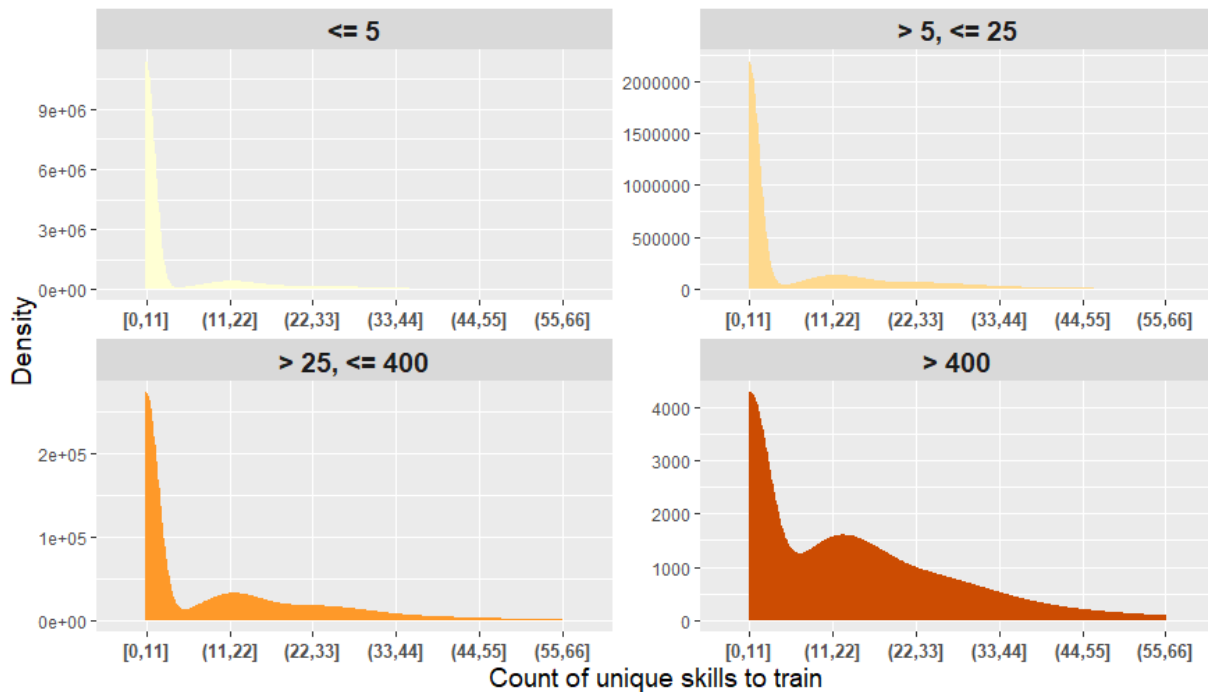 <= 5
> 5, <= 25
9e+06
6e+06
3e+06
0e+00
2000000
1500000
1000000
500000
0
[0,11] (11,22] (22,33] (33,44] (44,55] (55,66]
[0,11] (11,22] (22,33] (33,44] (44,55] (55,66]
Density
> 25, <= 400
> 400
2e+05
1e+05
0e+00
4000
3000
2000
1000
0
[0,11] (11,22] (22,33] (33,44] (44,55] (55,66]
[0,11] (11,22] (22,33] (33,44] (44,55] (55,66]
Count of unique skills to train